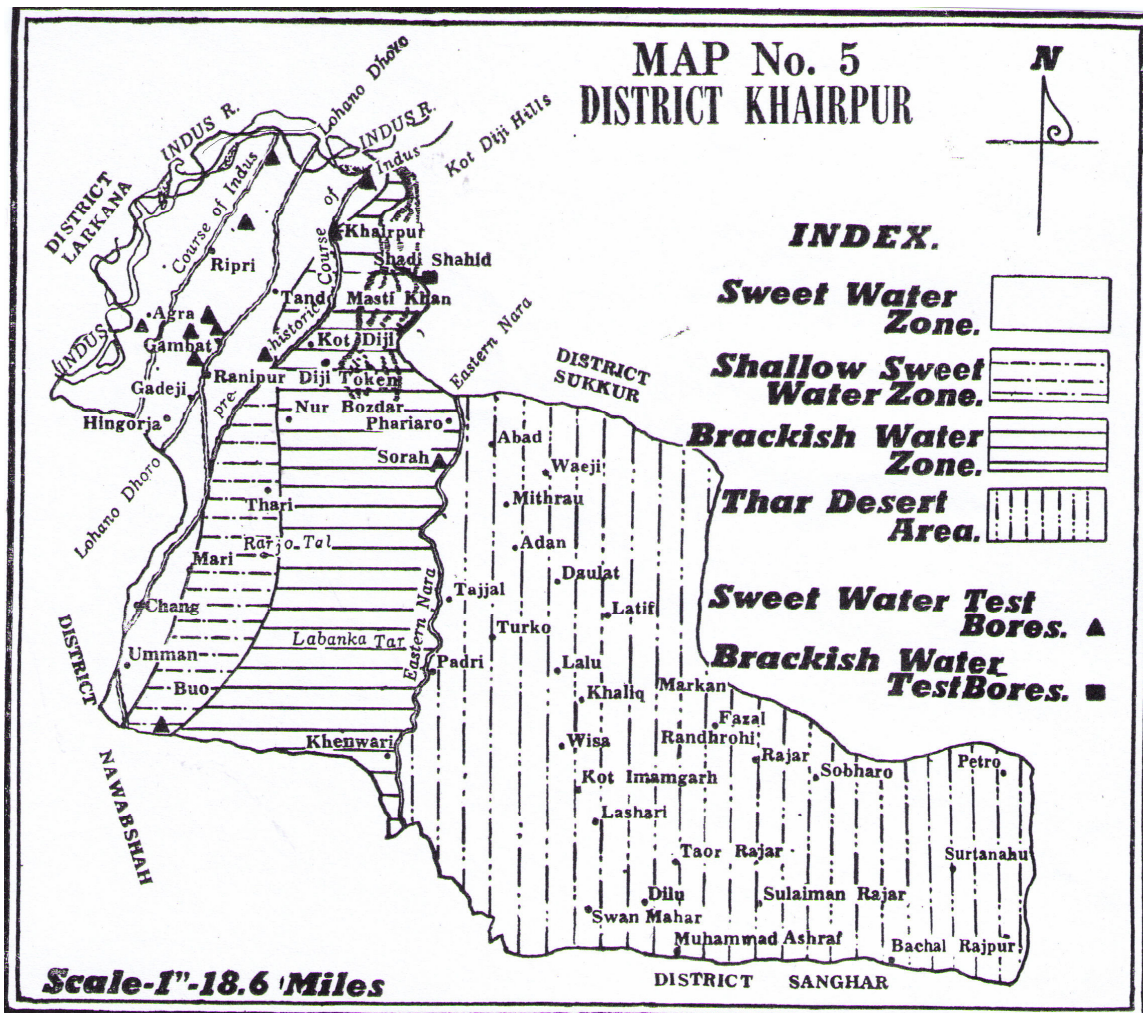 MAP No. 5
DISTRICT KHAIRPUR
N
INDUS R.
Lohano Dhoro
INDUS R.
Kot Diji Hills
DISTRICT
LARKANA
Course of Indus
pre-historic Course of Indus
Khairpur
Ripri
Shadi Shahid
Tand
Masti Khan
Agra
Gambat
Kot Diji
INDUS
Ranipur
Diji Token
Gadeji
Nur Bozdar
Hingorja
Phariaro
Eastern Nara
Sorah
Lohano Dhoro
Thari
Rarjo Tal
Mari
Chang
Labanka Tar
Eastern Nara
Umman
Buo
Khenwari
DISTRICT
NAWABSHAH
DISTRICT
SUKKUR
Abad
Waeji
Mithrau
Adan
Daulat
Tajjal
Latif
Turko
Padri
Lalu
Khaliq
Markan
Fazal
Randhrohi
Wisa
Rajar
Sobharo
Petro
Kot Imamgarh
Lashari
Taor Rajar
Surtanahu
Dilu
Sulaiman Rajar
Swan Mahar
Muhammad Ashraf
Bachal Rajpur
DISTRICT SANGHAR
INDEX.
Sweet Water
Zone.
Shallow Sweet
Water Zone.
Brackish Water
Zone.
Thar Desert
Area.
Sweet Water Test
Bores.
Brackish Water
TestBores.
Scale-1"-18.6 Miles